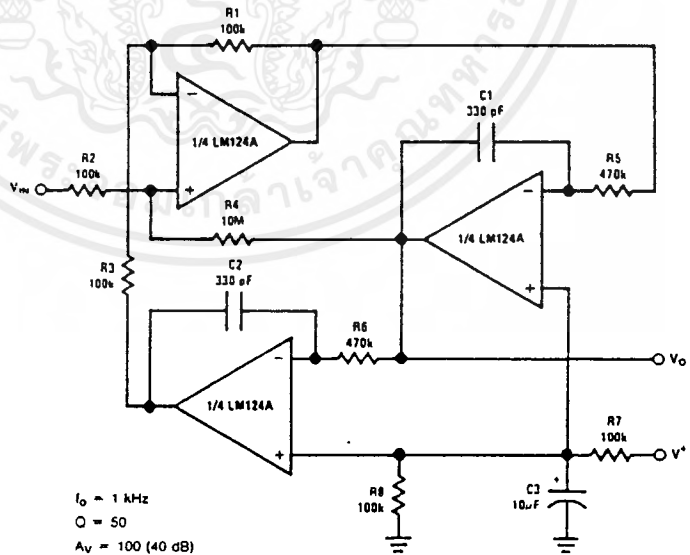 R1
100k
C1
330 pF
1/4 LM124A
R2
100k
R5
470k
VIN
R4
10M
1/4 LM124A
R3
100k
C2
330 pF
R6
470k
VO
1/4 LM124A
R7
100k
V+
R8
100k
C3
10µF
fo = 1 kHz
Q = 50
AV = 100 (40 dB)